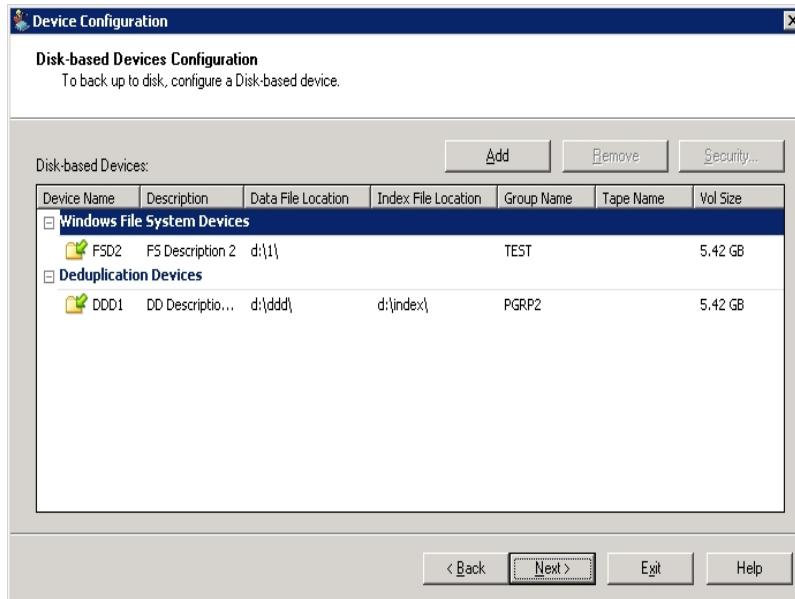 Device Configuration
Disk-based Devices Configuration
To back up to disk, configure a Disk-based device.
Add Remove Security...
Disk-based Devices:
Device Name Description Data File Location Index File Location Group Name Tape Name Vol Size
Windows File System Devices
FSD2 FS Description 2 d:\1\ TEST 5.42 GB
Deduplication Devices
DDD1 DD Descriptio... d:\ddd\ d:\index\ PGRP2 5.42 GB
< Back Next > Exit Help